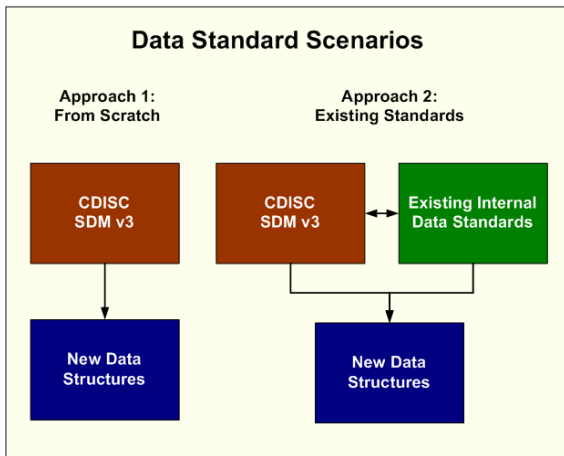 Data Standard Scenarios
Approach 1:
From Scratch
Approach 2:
Existing Standards
CDISC
SDM v3
CDISC
SDM v3
Existing Internal
Data Standards
New Data
Structures
New Data
Structures